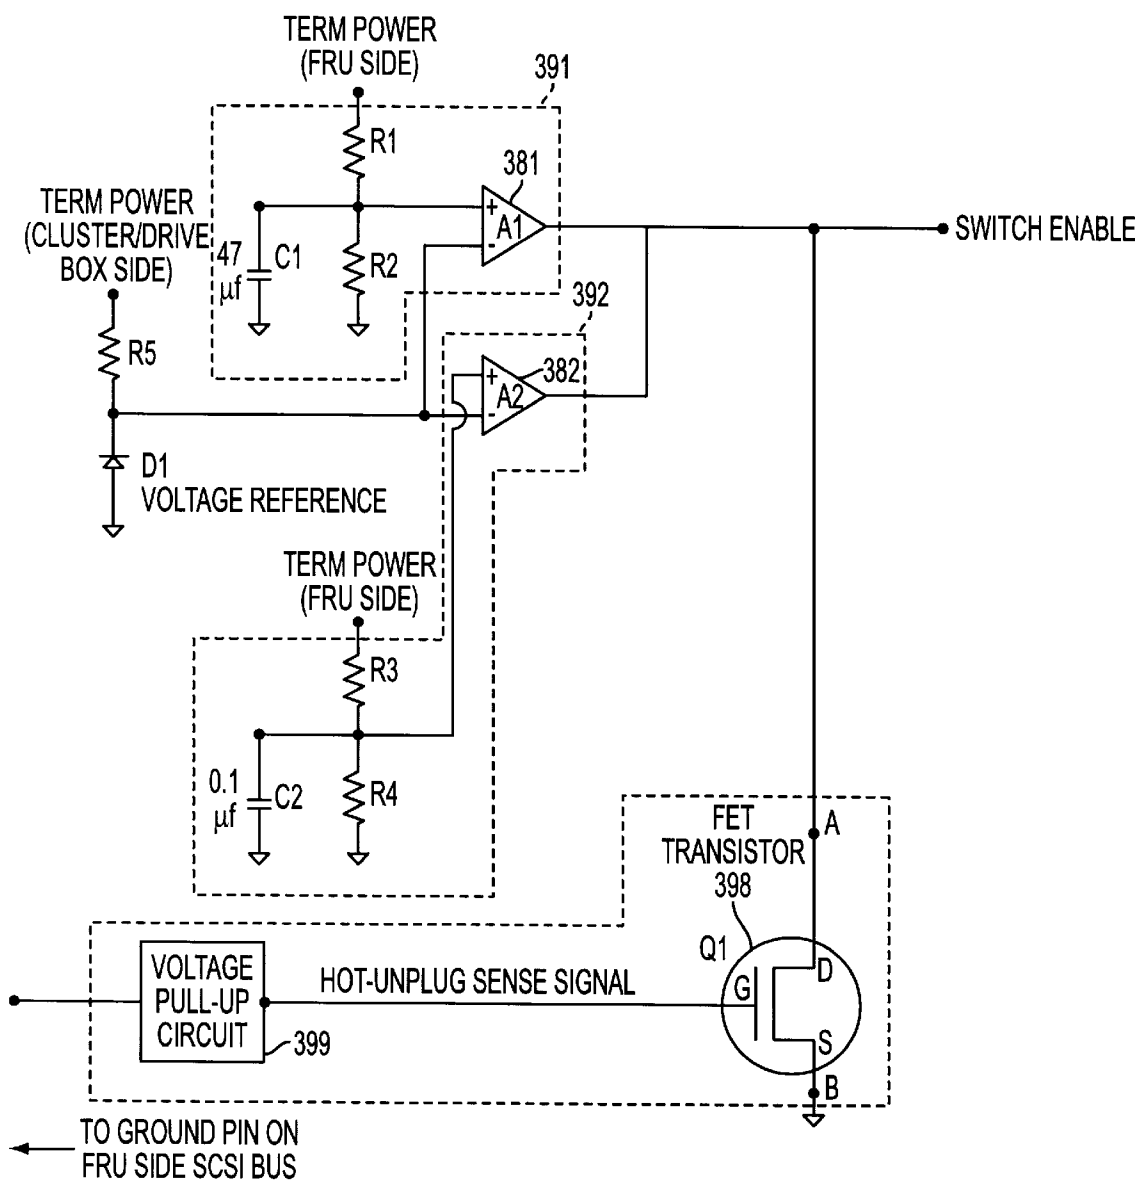 TERM POWER
(FRU SIDE)
391
R1
381
+
A1
-
TERM POWER
(CLUSTER/DRIVE
BOX SIDE)
47
µf
C1
R2
SWITCH ENABLE
392
R5
+
A2
-
382
D1
VOLTAGE REFERENCE
TERM POWER
(FRU SIDE)
R3
0.1
µf
C2
R4
FET
TRANSISTOR
398
A
Q1
G
D
S
B
VOLTAGE
PULL-UP
CIRCUIT
399
HOT-UNPLUG SENSE SIGNAL
TO GROUND PIN ON
FRU SIDE SCSI BUS